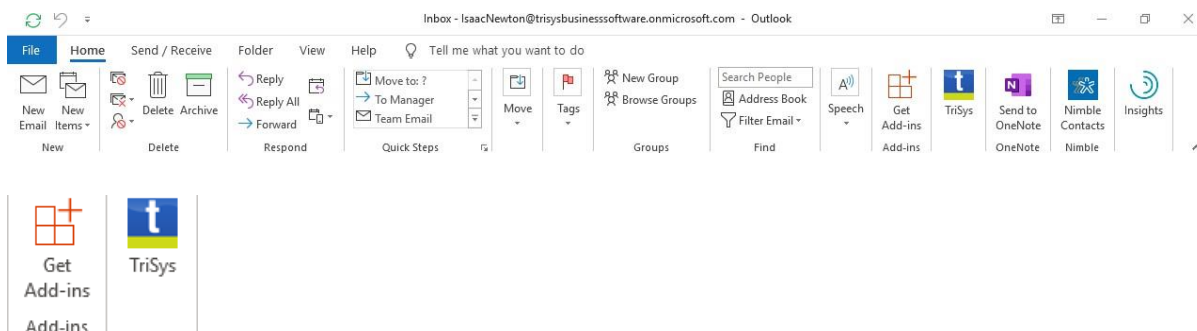 Inbox - IsaacNewton@trisysbusinesssoftware.onmicrosoft.com - Outlook
File Home Send / Receive Folder View Help Tell me what you want to do
New Email
New Items
Delete
Archive
Reply
Reply All
Forward
Move to: ?
To Manager
Team Email
Move
Tags
New Group
Browse Groups
Search People
Address Book
Filter Email
A
Speech
Get Add-ins
t
TriSys
N
Send to OneNote
Nimble Contacts
Insights
New Delete Respond Quick Steps Groups Find Add-ins OneNote Nimble
t
Get
Add-ins
TriSys
Add-ins